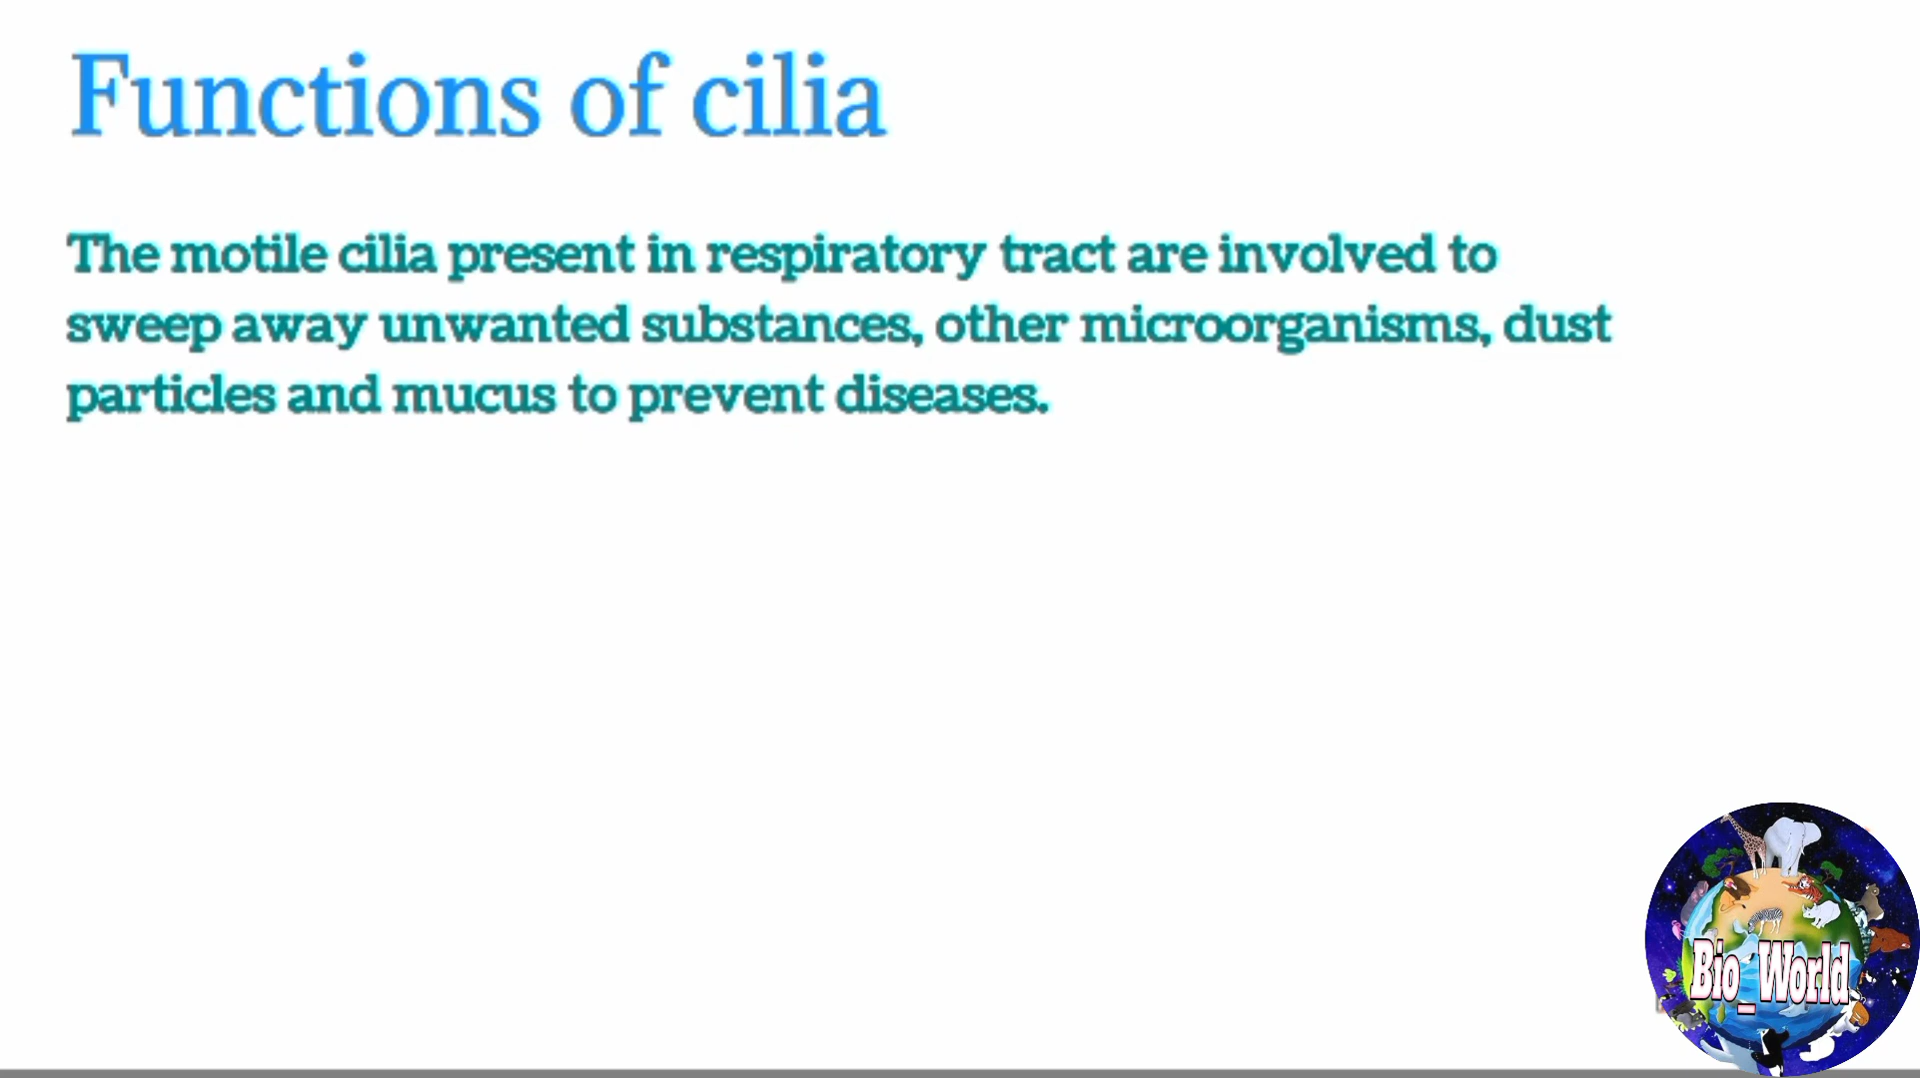 Functions of cilia
The motile cilia present in respiratory tract are involved to
sweep away unwanted substances, other microorganisms, dust
particles and mucus to prevent diseases.
Bio_World